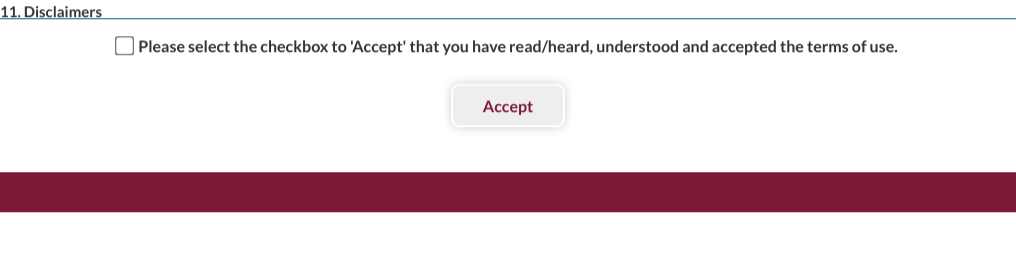 11. Disclaimers
Please select the checkbox to 'Accept' that you have read/heard, understood and accepted the terms of use.
Accept